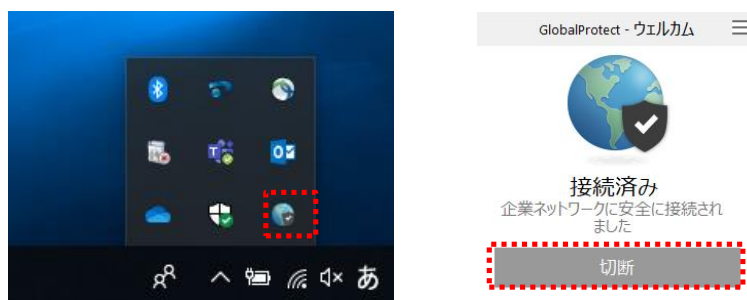 GlobalProtect - ウェルカム
接続済み
企業ネットワークに安全に接続され
ました
切断
あ